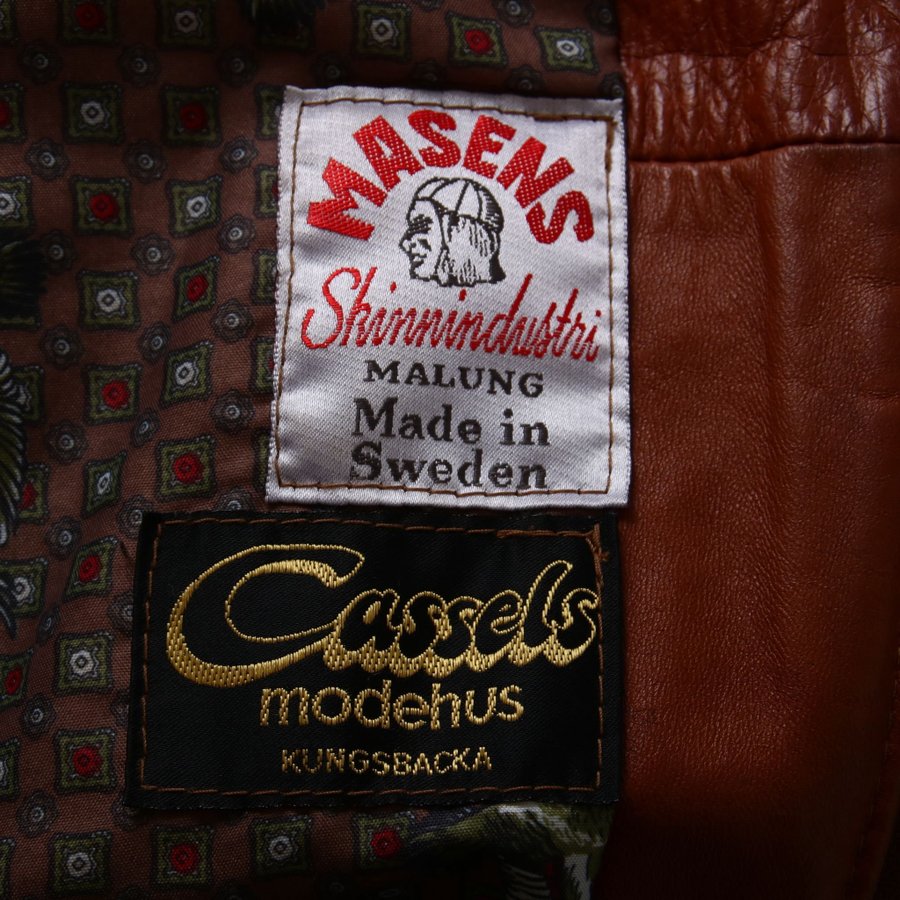 MASENS
Skinnindustri
MALUNG
Made in
Sweden
Cassels
modehus
KUNGSBACKA